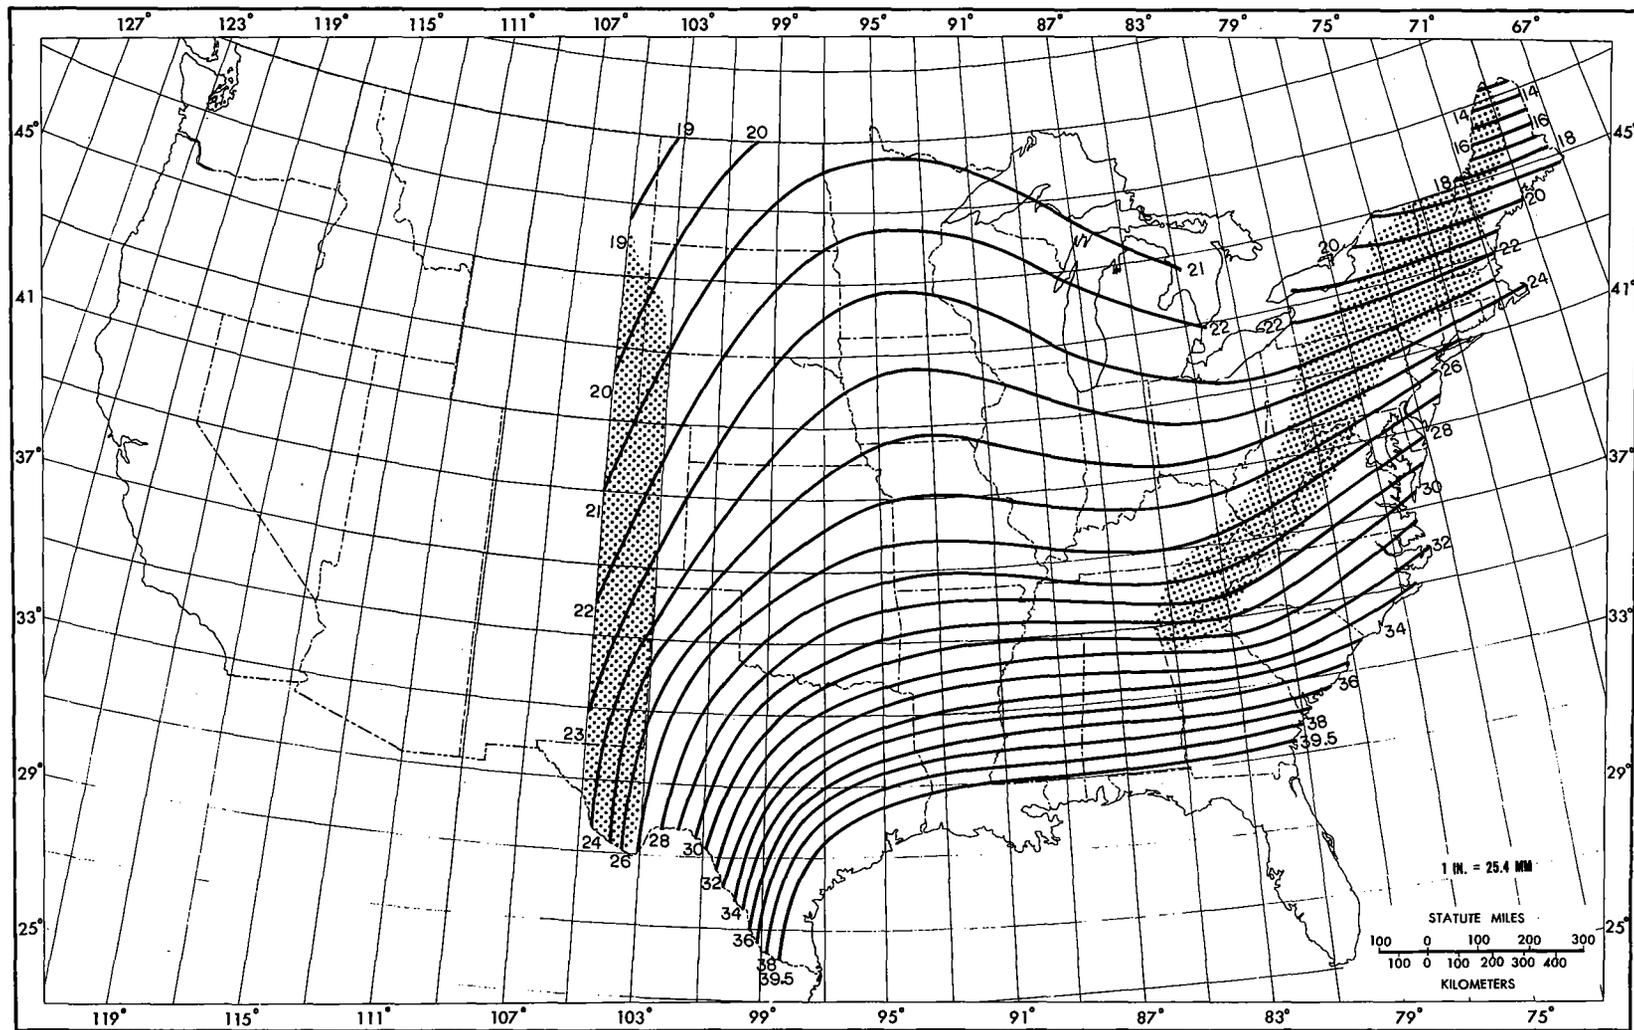 127° 123° 119° 115° 111° 107° 103° 99° 95° 91° 87° 83° 79° 75° 71° 67°
14
14
45° 19 20 16 45°
16 18
18
20
19 20 22
21
41° 22 22 24 41°
26
20
28
37° 37°
30
21
32
22
33° 34 33°
36
23 38
39.5
29° 29°
24 26 28 30
1 IN. = 25.4 MM
32
34 STATUTE MILES
25° 36 100 0 100 200 300 25°
38 100 0 100 200 300 400
39.5 KILOMETERS
119° 115° 111° 107° 103° 99° 95° 91° 87° 83° 79° 75°